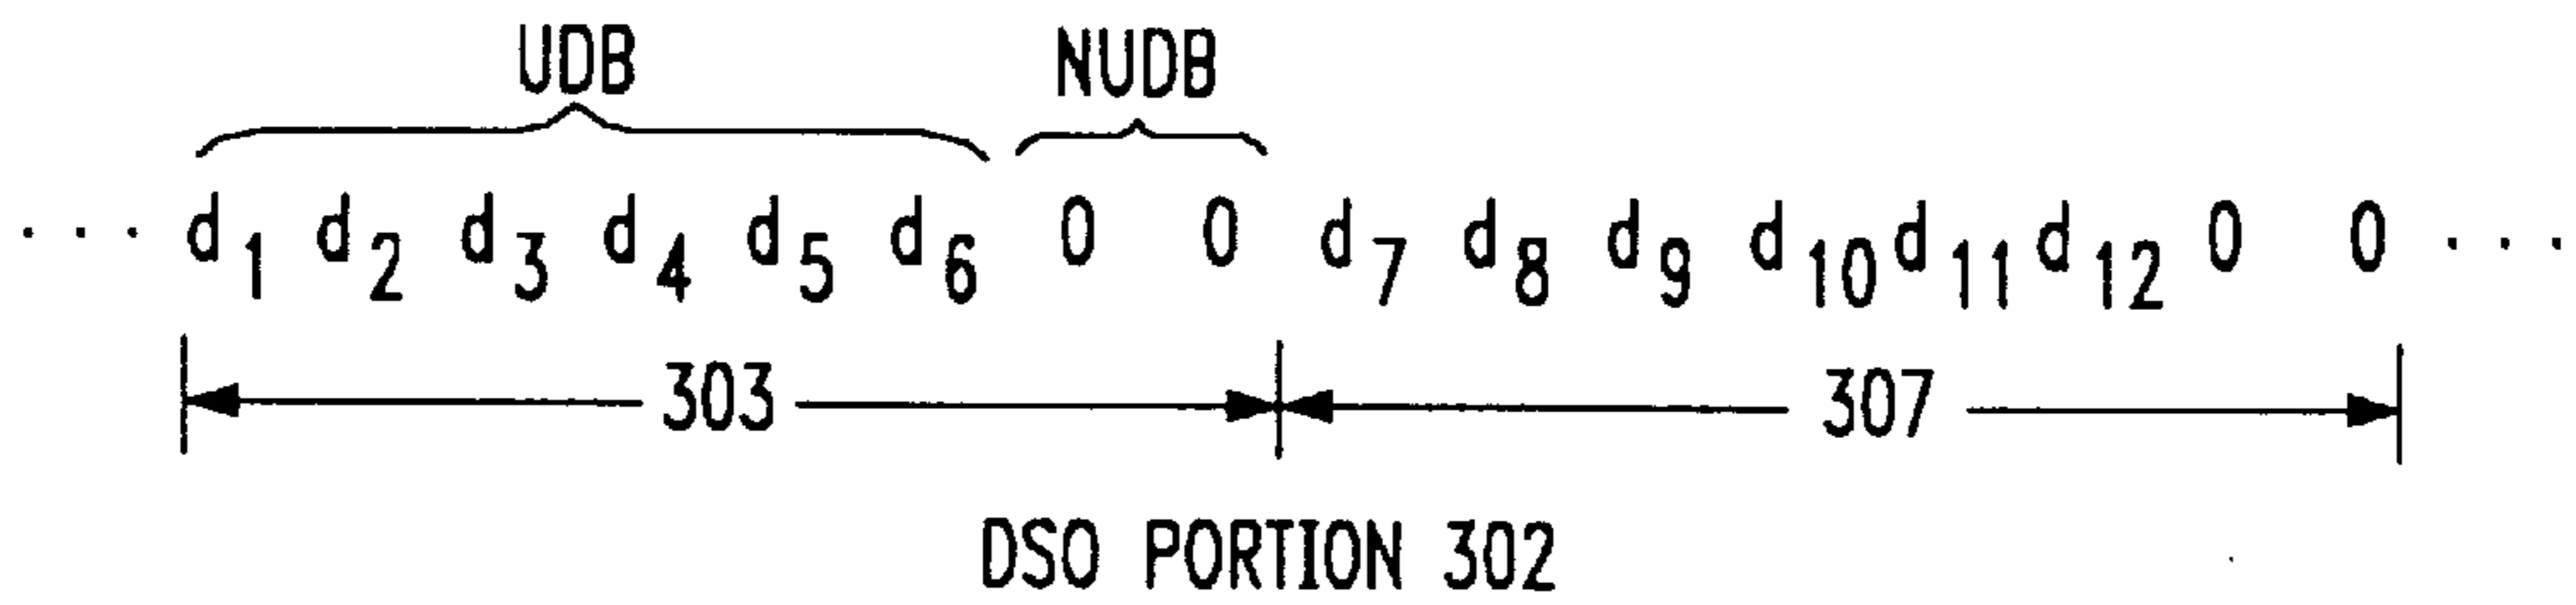 UDB NUDB
... d1 d2 d3 d4 d5 d6 0 0 d7 d8 d9 d10 d11 d12 0 0 ...
303 307
DSO PORTION 302